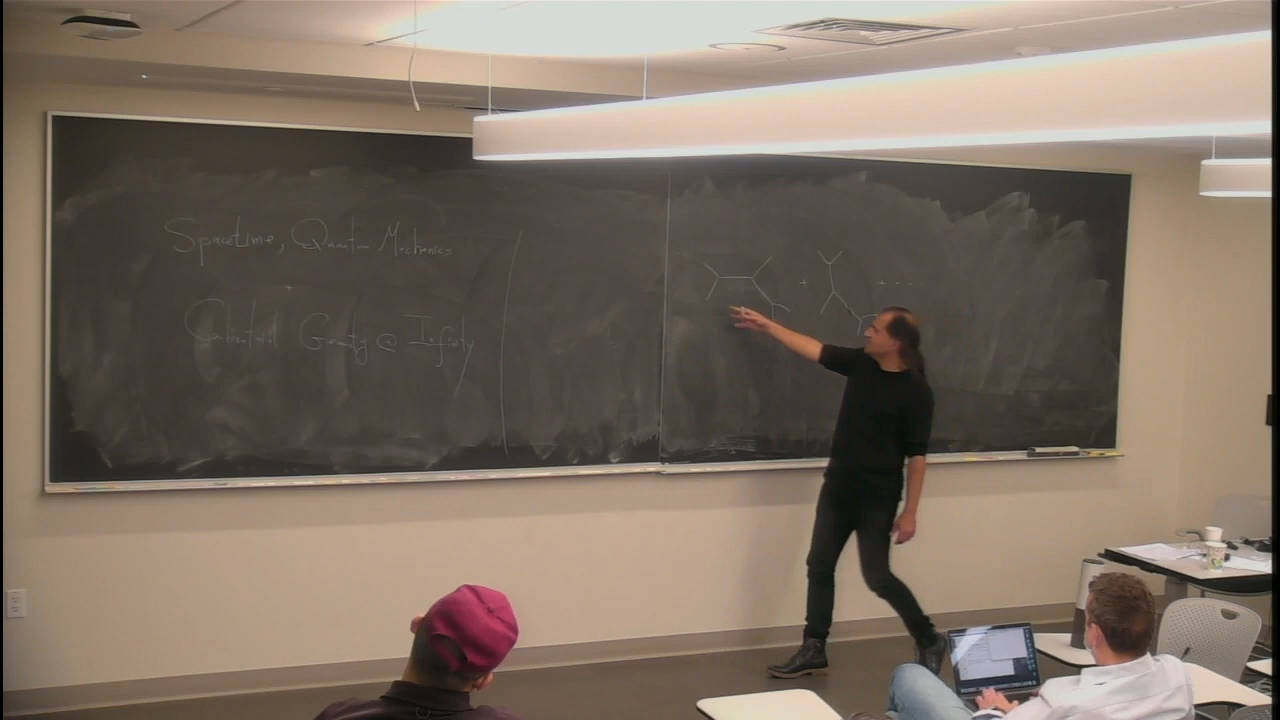 Spacetime, Quantum Mechanics
+
Combinatorial Geometry @ Infinity
+ + ...